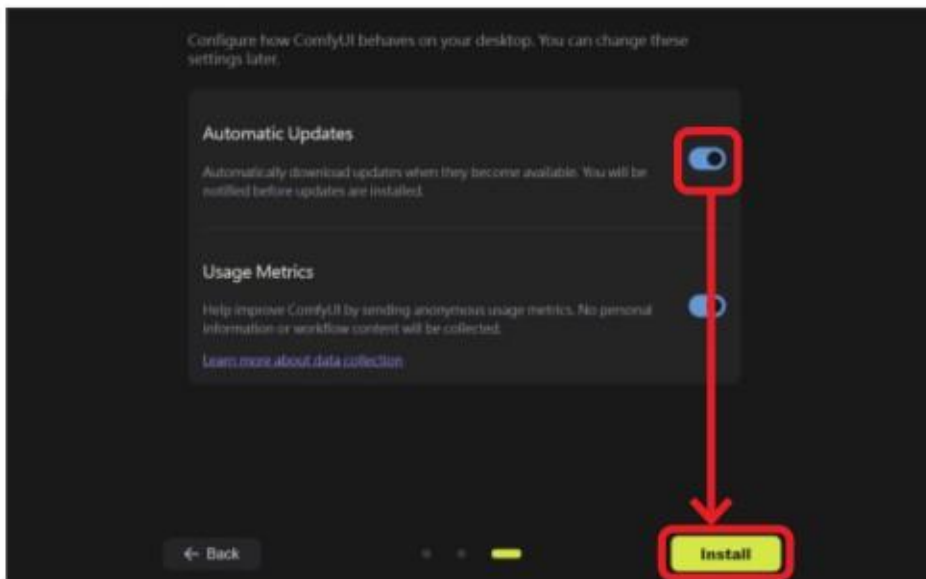 Configure how ComfyUI behaves on your desktop. You can change these
settings later.
Automatic Updates
Automatically download updates when they become available. You will be
notified before updates are installed.
Usage Metrics
Help improve ComfyUI by sending anonymous usage metrics. No personal
information or workflow content will be collected.
Learn more about data collection
← Back
Install